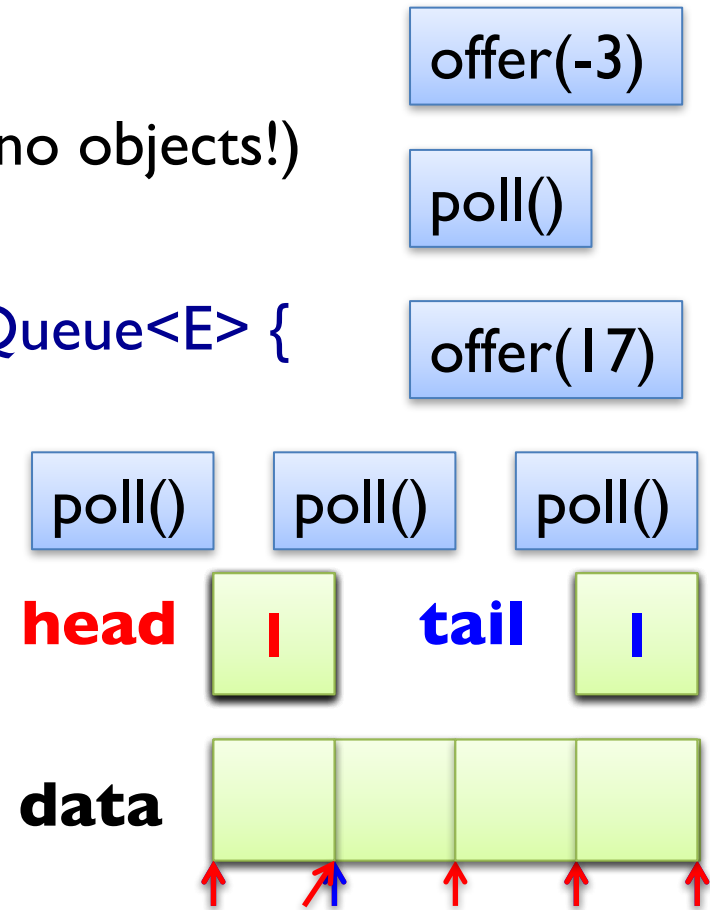 offer(-3)
no objects!)
poll()
Queue<E> {
offer(17)
poll() poll() poll()
head 1 tail 1
data